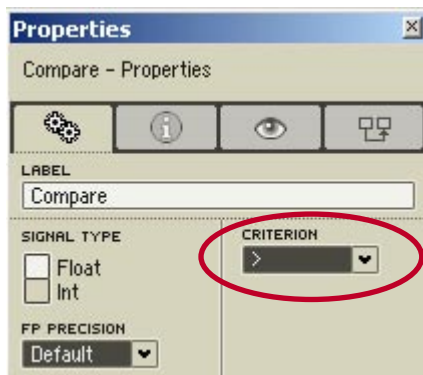 Properties
Compare - Properties
LABEL
Compare
SIGNAL TYPE
Float
Int
FP PRECISION
Default
CRITERION
>